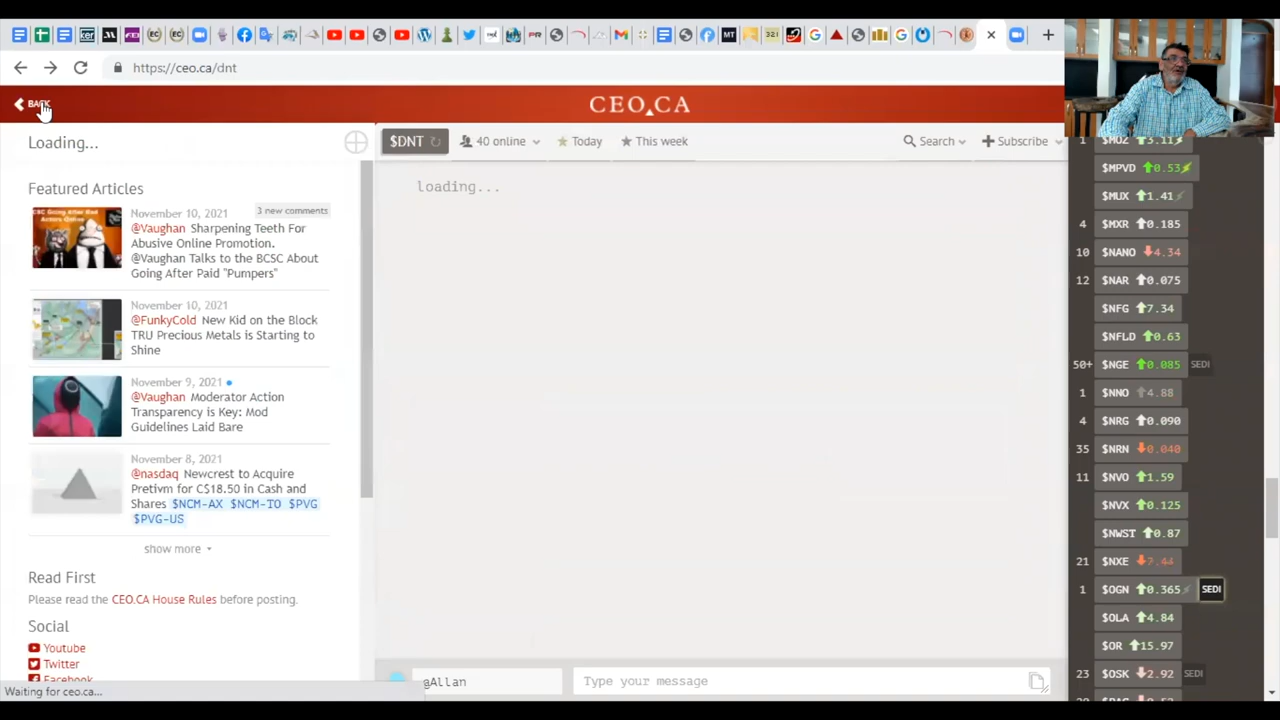 https://ceo.ca/dnt
BACK
CEO.CA
Loading...
$DNT
40 online
Today
This week
Search
Subscribe
loading...
Featured Articles
November 10, 2021
3 new comments
@Vaughan Sharpening Teeth For
Abusive Online Promotion.
@Vaughan Talks to the BCSC About
Going After Paid "Pumpers"
November 10, 2021
@FunkyCold New Kid on the Block
TRU Precious Metals is Starting to
Shine
November 9, 2021
@Vaughan Moderator Action
Transparency is Key: Mod
Guidelines Laid Bare
November 8, 2021
@nasdaq Newcrest to Acquire
Pretivm for C$18.50 in Cash and
Shares $NCM-AX $NCM-TO $PVG
$PVG-US
show more
Read First
Please read the CEO.CA House Rules before posting.
Social
Youtube
Twitter
Facebook
Waiting for ceo.ca...
@Allan
Type your message
1 $MOZ 3.11
$MPVD 0.53
$MUX 1.41
4 $MXR 0.185
10 $NANO 4.34
12 $NAR 0.075
$NFG 7.34
$NFLD 0.63
50+ $NGE 0.085 SEDI
1 $NNO 4.88
4 $NRG 0.090
35 $NRN 0.040
11 $NVO 1.59
$NVX 0.125
$NWST 0.87
21 $NXE 7.44
1 $OGN 0.365 SEDI
$OLA 4.84
$OR 15.97
23 $OSK 2.92 SEDI